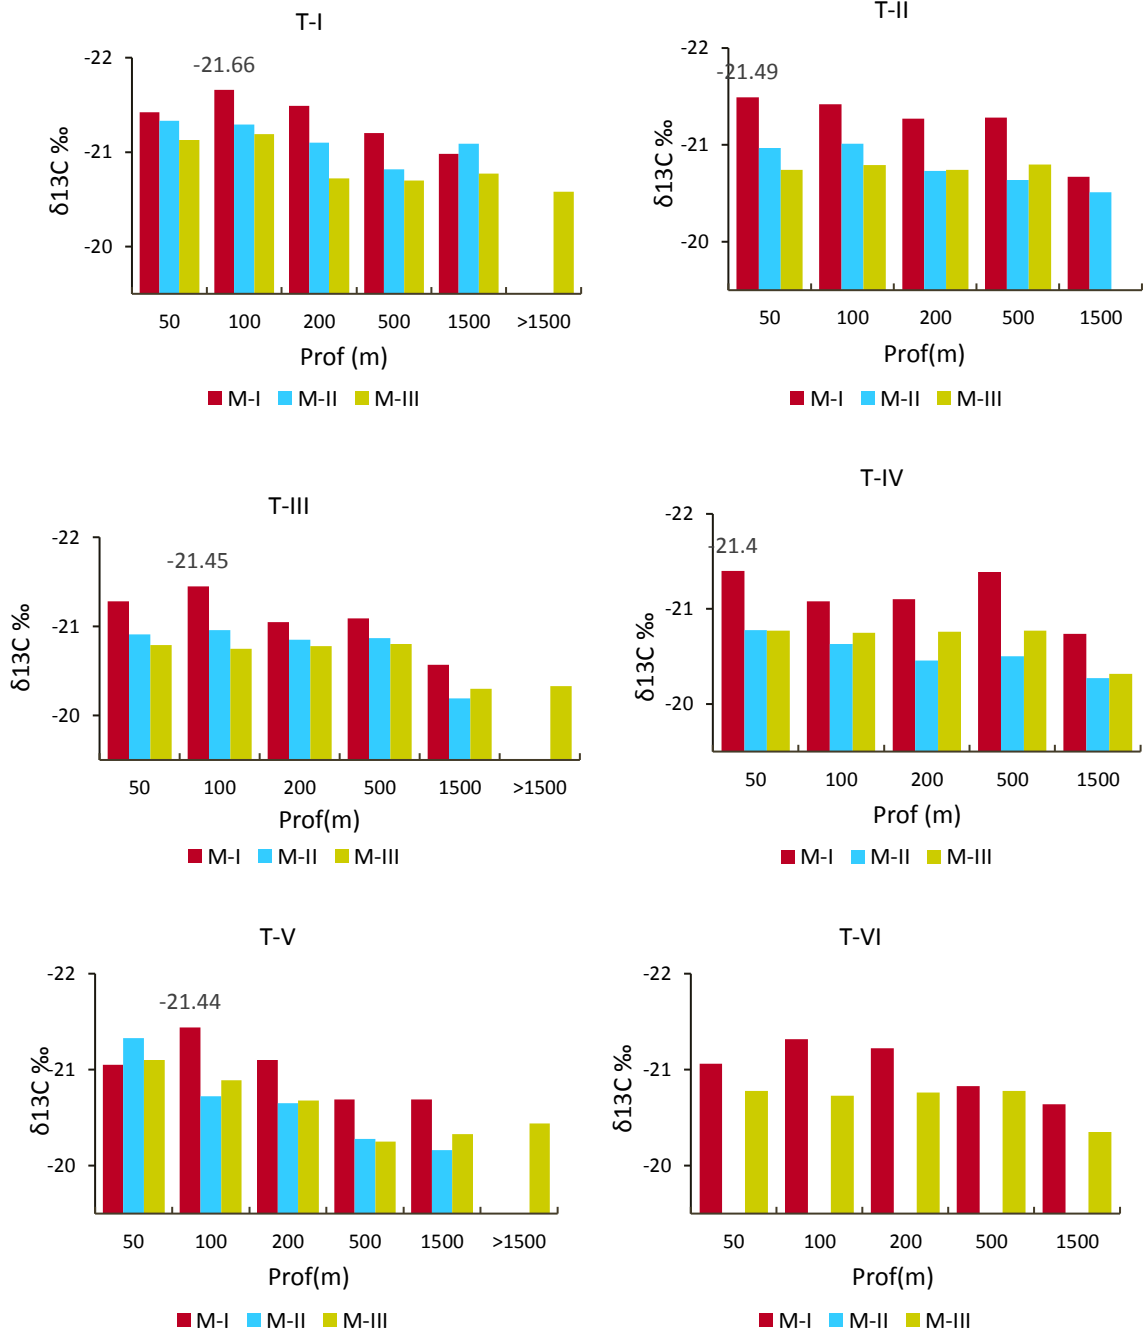 T-I
-21.66
-22
-21
-20
δ13C ‰
50 100 200 500 1500 >1500
Prof (m)
M-I M-II M-III
T-II
-21.49
-22
-21
-20
δ13C ‰
50 100 200 500 1500
Prof(m)
M-I M-II M-III
T-III
-21.45
-22
-21
-20
δ13C ‰
50 100 200 500 1500 >1500
Prof(m)
M-I M-II M-III
T-IV
-21.4
-22
-21
-20
δ13C ‰
50 100 200 500 1500
Prof (m)
M-I M-II M-III
T-V
-21.44
-22
-21
-20
δ13C ‰
50 100 200 500 1500 >1500
Prof(m)
M-I M-II M-III
T-VI
-22
-21
-20
δ13C ‰
50 100 200 500 1500
Prof(m)
M-I M-II M-III